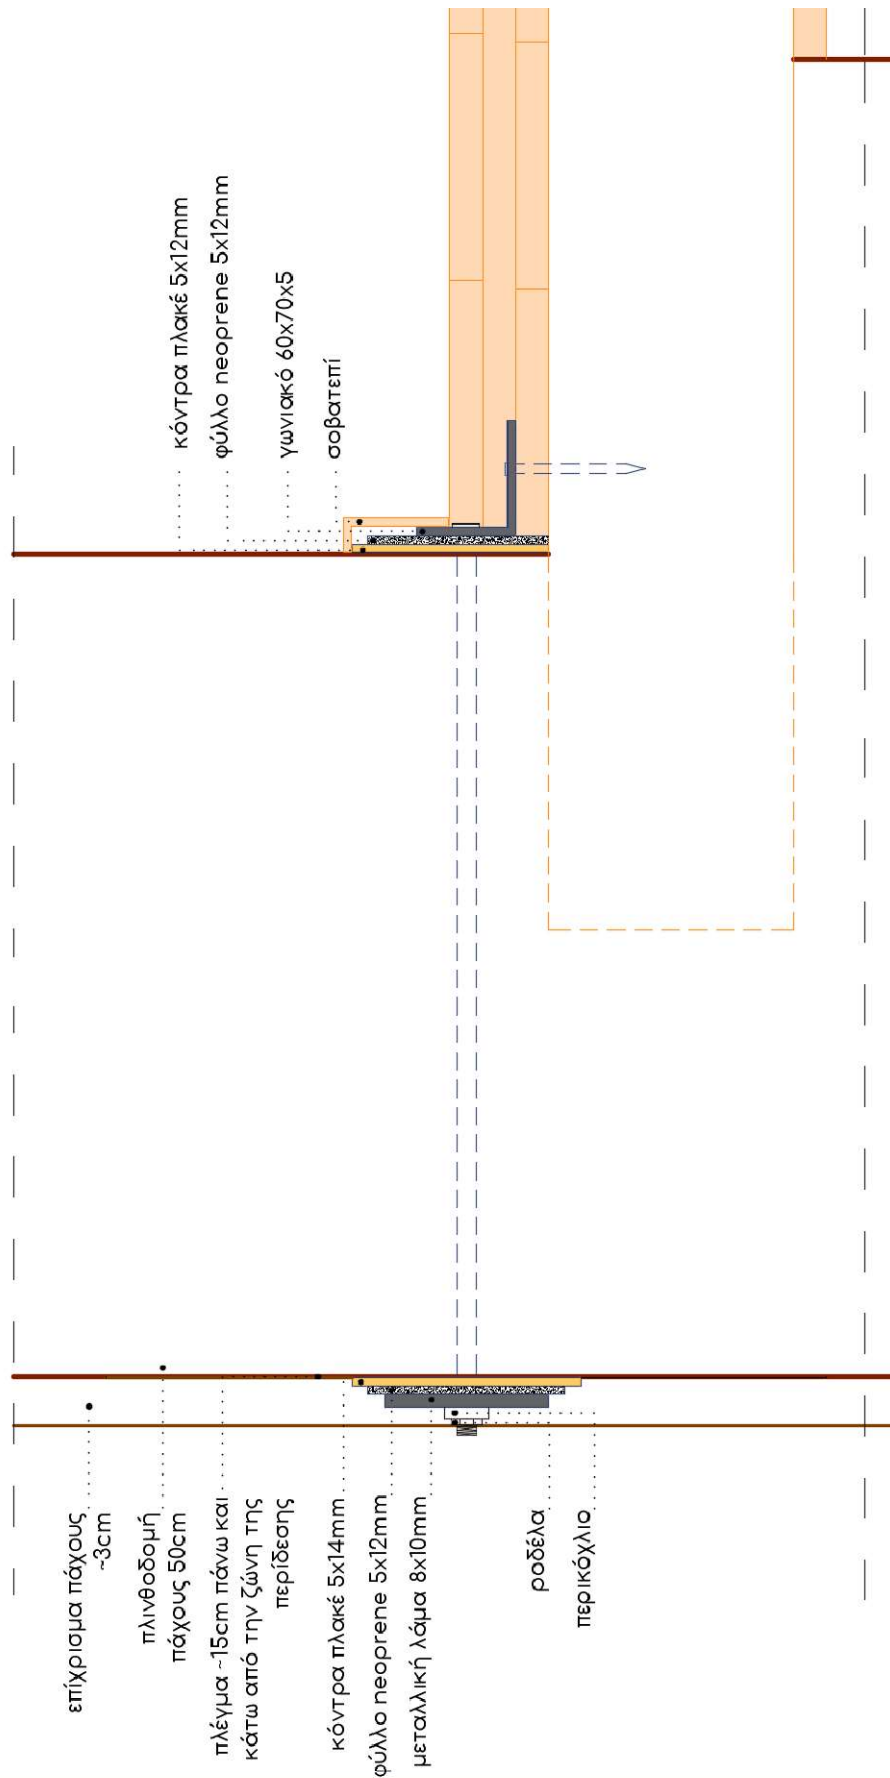 επίχρισμα πάχους
~3cm
πλινθοδομή
πάχους 50cm
πλέγμα ~15cm πάνω και
κάτω από την ζώνη της
περίδεσης
κόντρα πλακέ 5x14mm
φύλλο neoprene 5x12mm
μεταλλική λάμα 8x10mm
ροδέλα
περικόχλιο
κόντρα πλακέ 5x12mm
φύλλο neoprene 5x12mm
γωνιακό 60x70x5
σοβατεπί